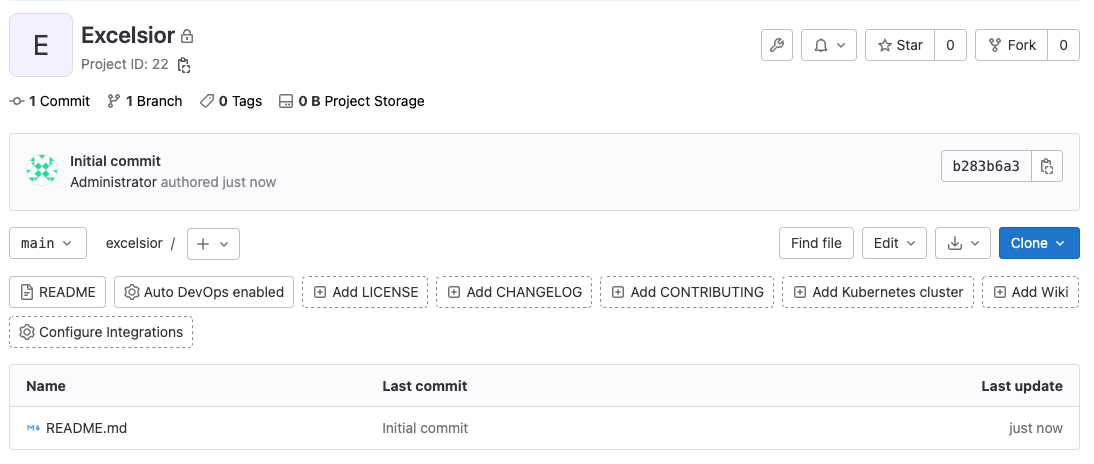 E
Excelsior
Project ID: 22
Star 0
Fork 0
1 Commit 1 Branch 0 Tags 0 B Project Storage
Initial commit
Administrator authored just now
b283b6a3
main excelsior / + Find file Edit Clone
README Auto DevOps enabled Add LICENSE Add CHANGELOG Add CONTRIBUTING Add Kubernetes cluster Add Wiki
Configure Integrations
Name Last commit Last update
README.md Initial commit just now